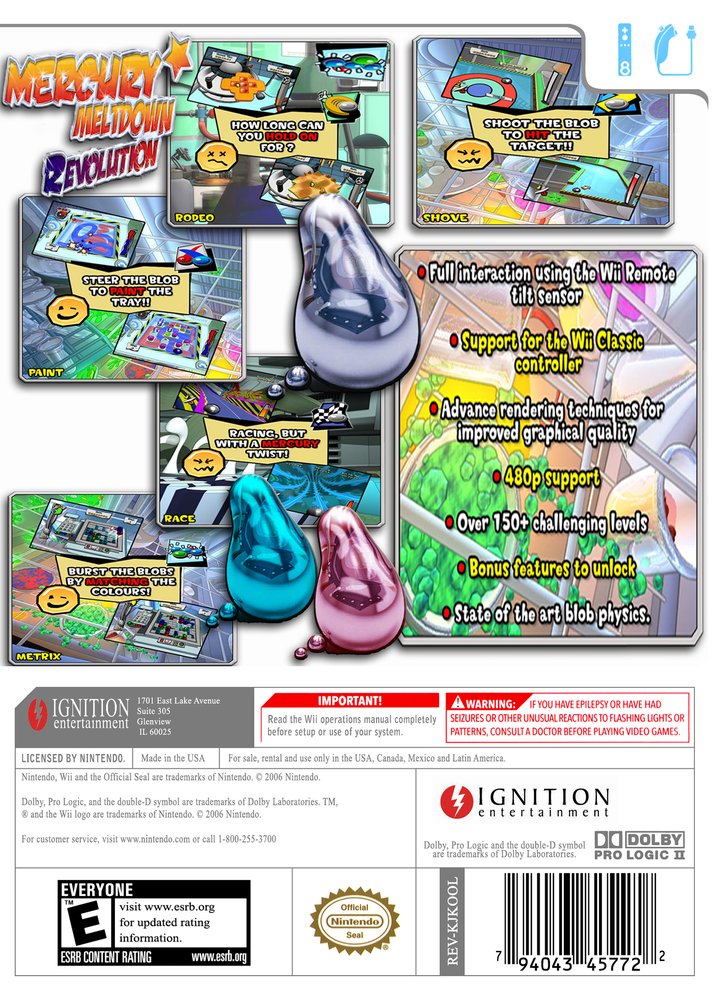 MERCURY
MELTDOWN
REVOLUTION
8
HOW LONG CAN
YOU HOLD ON
FOR ?
RODEO
SHOOT THE BLOB
TO HIT THE
TARGET!!
SHOVE
STEER THE BLOB
TO PAINT THE
TRAY!!
PAINT
RACING, BUT
WITH A MERCURY
TWIST!
RACE
BURST THE BLOBS
BY MATCHING THE
COLOURS!
METRIX
• Full interaction using the Wii Remote
tilt sensor
• Support for the Wii Classic
controller
• Advance rendering techniques for
improved graphical quality
• 480p support
• Over 150+ challenging levels
• Bonus features to unlock
• State of the art blob physics.
IGNITION
entertainment
1701 East Lake Avenue
Suite 305
Glenview
IL 60025
IMPORTANT!
Read the Wii operations manual completely
before setup or use of your system.
WARNING: IF YOU HAVE EPILEPSY OR HAVE HAD
SEIZURES OR OTHER UNUSUAL REACTIONS TO FLASHING LIGHTS OR
PATTERNS, CONSULT A DOCTOR BEFORE PLAYING VIDEO GAMES.
LICENSED BY NINTENDO.
Made in the USA
For sale, rental and use only in the USA, Canada, Mexico and Latin America.
Nintendo, Wii and the Official Seal are trademarks of Nintendo. © 2006 Nintendo.
Dolby, Pro Logic, and the double-D symbol are trademarks of Dolby Laboratories. TM,
® and the Wii logo are trademarks of Nintendo. © 2006 Nintendo.
For customer service, visit www.nintendo.com or call 1-800-255-3700
IGNITION
entertainment
Dolby, Pro Logic and the double-D symbol
are trademarks of Dolby Laboratories.
DOLBY
PRO LOGIC II
EVERYONE
E
TM
visit www.esrb.org
for updated rating
information.
ESRB CONTENT RATING www.esrb.org
Official
Nintendo
Seal
®
REV-KJKOOL
7 94043 45772 2